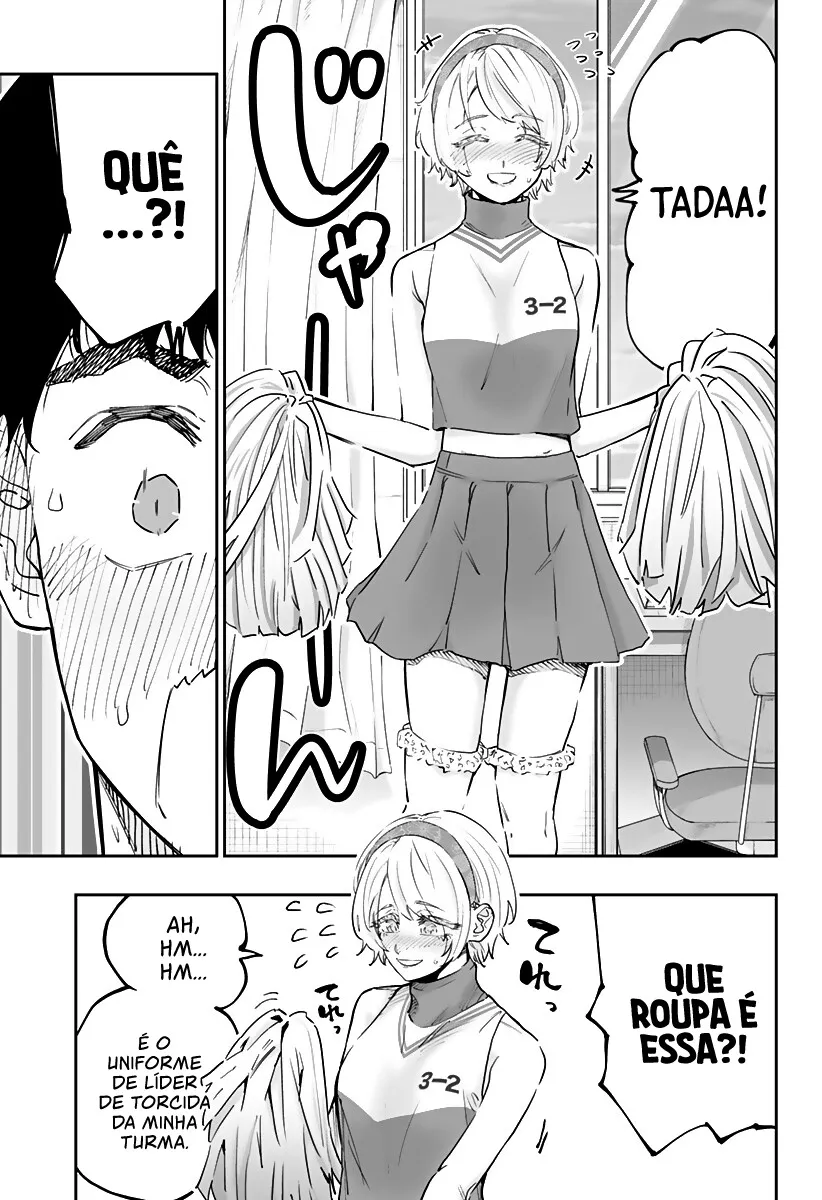 TADAA!
じゃーん
3-2
QUÊ
...?!
QUE
ROUPA É
ESSA?!
てれっ
てれっ
3-2
AH,
HM...
HM...
É O
UNIFORME
DE LÍDER
DE TORCIDA
DA MINHA
TURMA.